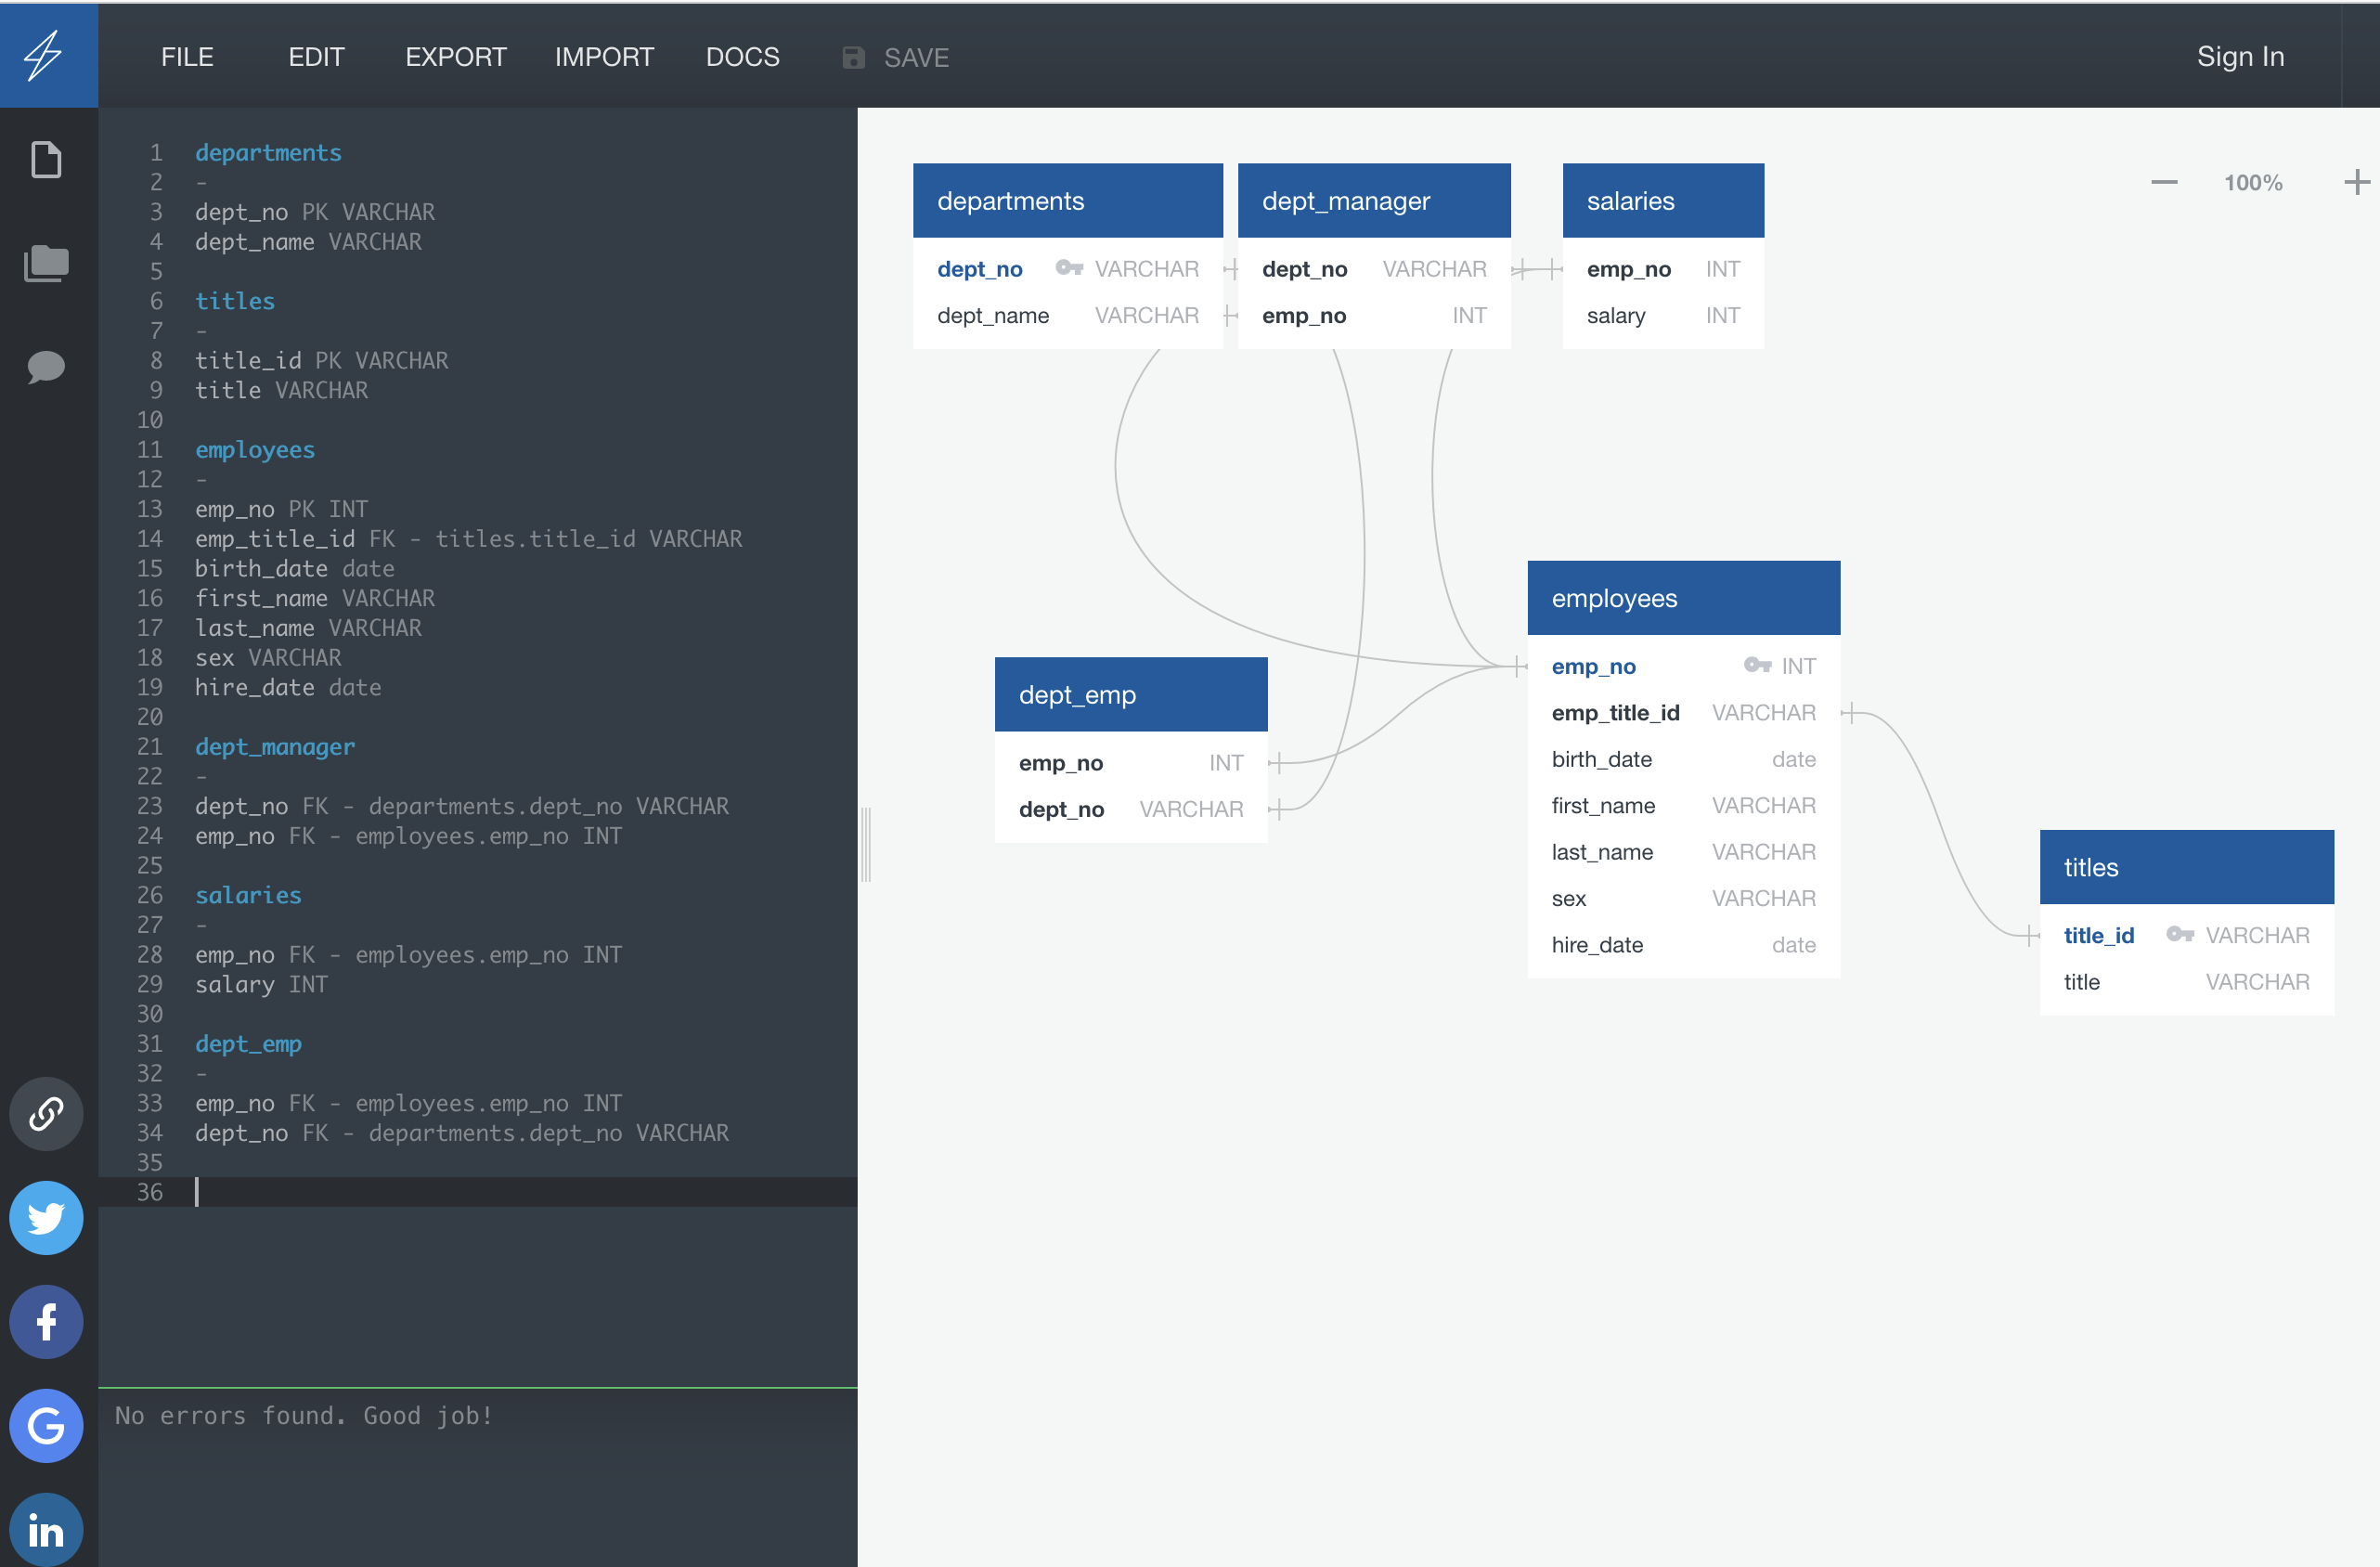 FILE EDIT EXPORT IMPORT DOCS SAVE Sign In
1 departments
2 -
3 dept_no PK VARCHAR
4 dept_name VARCHAR
5
6 titles
7 -
8 title_id PK VARCHAR
9 title VARCHAR
10
11 employees
12 -
13 emp_no PK INT
14 emp_title_id FK - titles.title_id VARCHAR
15 birth_date date
16 first_name VARCHAR
17 last_name VARCHAR
18 sex VARCHAR
19 hire_date date
20
21 dept_manager
22 -
23 dept_no FK - departments.dept_no VARCHAR
24 emp_no FK - employees.emp_no INT
25
26 salaries
27 -
28 emp_no FK - employees.emp_no INT
29 salary INT
30
31 dept_emp
32 -
33 emp_no FK - employees.emp_no INT
34 dept_no FK - departments.dept_no VARCHAR
35
36
No errors found. Good job!
departments
dept_no VARCHAR
dept_name VARCHAR
dept_manager
dept_no VARCHAR
emp_no INT
salaries
emp_no INT
salary INT
100%
dept_emp
emp_no INT
dept_no VARCHAR
employees
emp_no INT
emp_title_id VARCHAR
birth_date date
first_name VARCHAR
last_name VARCHAR
sex VARCHAR
hire_date date
titles
title_id VARCHAR
title VARCHAR
f
G
in